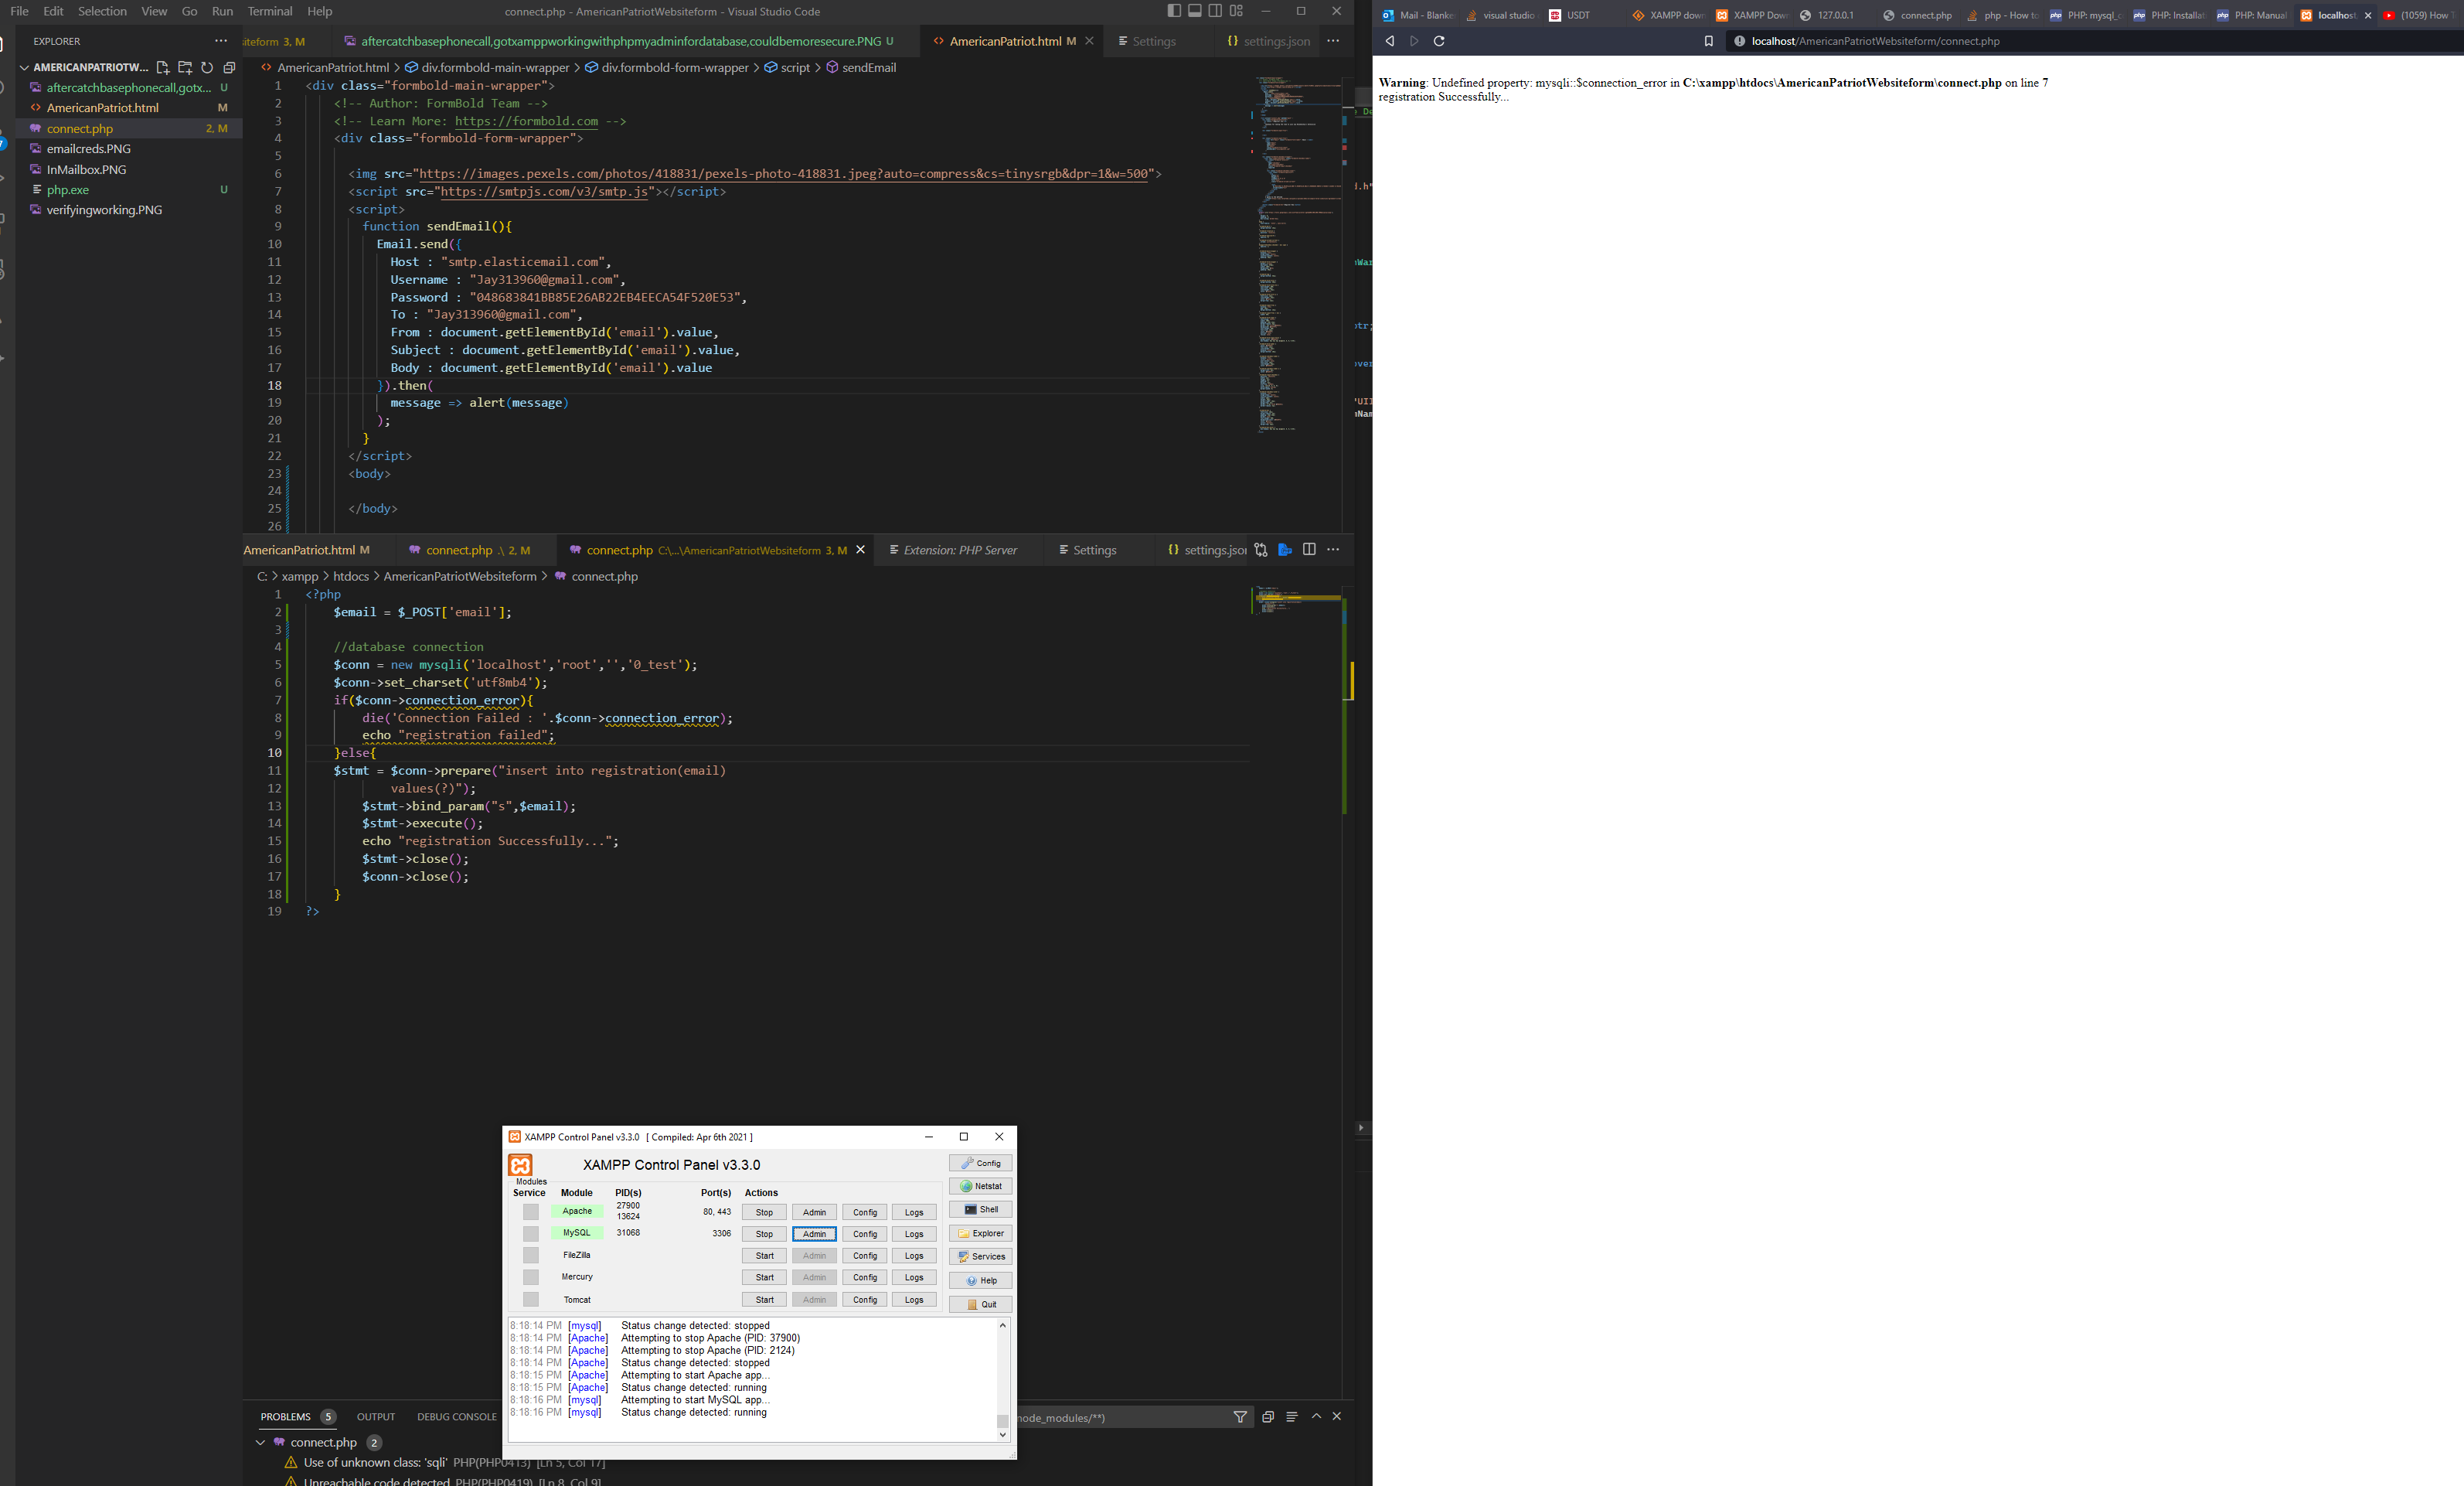 File Edit Selection View Go Run Terminal Help
connect.php - AmericanPatriotWebsiteform - Visual Studio Code
EXPLORER
AMERICANPATRIOTW...
aftercatchbasephonecall,gotx... U
AmericanPatriot.html M
connect.php 2, M
emailcreds.PNG
InMailbox.PNG
php.exe U
verifyingworking.PNG
iteform 3, M
aftercatchbasephonecall,gotxamppworkingwithphpmyadminfordatabase,couldbemoresecure.PNG U
AmericanPatriot.html M
Settings
settings.json
AmericanPatriot.html > div.formbold-main-wrapper > div.formbold-form-wrapper > script > sendEmail
1 <div class="formbold-main-wrapper">
2 <!-- Author: FormBold Team -->
3 <!-- Learn More: https://formbold.com -->
4 <div class="formbold-form-wrapper">
5
6 <img src="https://images.pexels.com/photos/418831/pexels-photo-418831.jpeg?auto=compress&cs=tinysrgb&dpr=1&w=500">
7 <script src="https://smtpjs.com/v3/smtp.js"></script>
8 <script>
9 function sendEmail(){
10 Email.send({
11 Host : "smtp.elasticemail.com",
12 Username : "Jay313960@gmail.com",
13 Password : "048683841BB85E26AB22EB4EECA54F520E53",
14 To : "Jay313960@gmail.com",
15 From : document.getElementById('email').value,
16 Subject : document.getElementById('email').value,
17 Body : document.getElementById('email').value
18 }).then(
19 message => alert(message)
20 );
21 }
22 </script>
23 <body>
24
25 </body>
26
AmericanPatriot.html M
connect.php .\ 2, M
connect.php C:\...\AmericanPatriotWebsiteform 3, M
Extension: PHP Server
Settings
settings.jsor
C: > xampp > htdocs > AmericanPatriotWebsiteform > connect.php
1 <?php
2 $email = $_POST['email'];
3
4 //database connection
5 $conn = new mysqli('localhost','root','','0_test');
6 $conn->set_charset('utf8mb4');
7 if($conn->connection_error){
8 die('Connection Failed : '.$conn->connection_error);
9 echo "registration failed";
10 }else{
11 $stmt = $conn->prepare("insert into registration(email)
12 values(?)");
13 $stmt->bind_param("s",$email);
14 $stmt->execute();
15 echo "registration Successfully...";
16 $stmt->close();
17 $conn->close();
18 }
19 ?>
XAMPP Control Panel v3.3.0 [ Compiled: Apr 6th 2021 ]
XAMPP Control Panel v3.3.0
Config
Modules
Service Module PID(s) Port(s) Actions
Netstat
Apache 27900 13624 80, 443 Stop Admin Config Logs
Shell
MySQL 31068 3306 Stop Admin Config Logs
Explorer
FileZilla Start Admin Config Logs
Services
Mercury Start Admin Config Logs
Help
Tomcat Start Admin Config Logs
Quit
8:18:14 PM [mysql] Status change detected: stopped
8:18:14 PM [Apache] Attempting to stop Apache (PID: 37900)
8:18:14 PM [Apache] Attempting to stop Apache (PID: 2124)
8:18:14 PM [Apache] Status change detected: stopped
8:18:15 PM [Apache] Attempting to start Apache app...
8:18:15 PM [Apache] Status change detected: running
8:18:16 PM [mysql] Attempting to start MySQL app...
8:18:16 PM [mysql] Status change detected: running
PROBLEMS 5 OUTPUT DEBUG CONSOLE
node_modules/**)
connect.php 2
Use of unknown class: 'sqli' PHP(PHP0413) [Ln 5, Col 17]
Unreachable code detected PHP(PHP0419) [Ln 8, Col 9]
Mail - Blanke
visual studio
USDT
XAMPP down
XAMPP Dow
127.0.0.1
connect.php
php - How to
PHP: mysql_c
PHP: Installat
PHP: Manual
localhost
(1059) How
localhost/AmericanPatriotWebsiteform/connect.php
Warning: Undefined property: mysqli::$connection_error in C:\xampp\htdocs\AmericanPatriotWebsiteform\connect.php on line 7
registration Successfully...